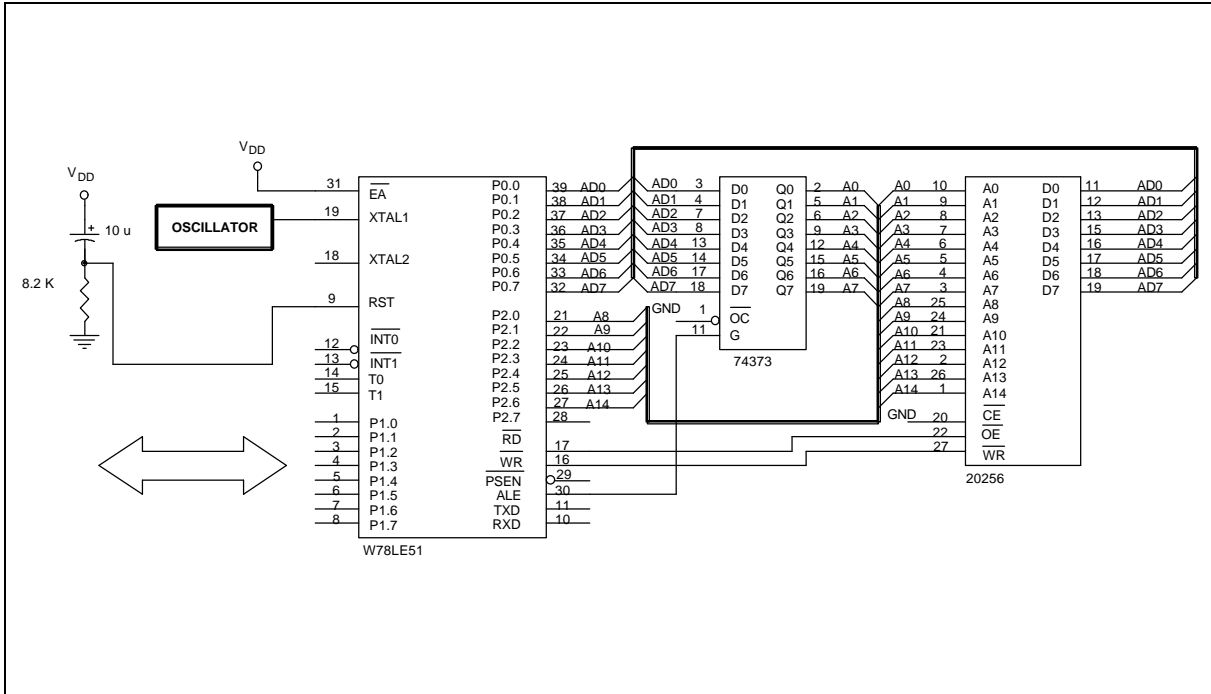 VDD
10 u
8.2 K
VDD
OSCILLATOR
31 EA
19 XTAL1
18 XTAL2
9 RST
12 INT0
13 INT1
14 T0
15 T1
1 P1.0
2 P1.1
3 P1.2
4 P1.3
5 P1.4
6 P1.5
7 P1.6
8 P1.7
P0.0 39 AD0
P0.1 38 AD1
P0.2 37 AD2
P0.3 36 AD3
P0.4 35 AD4
P0.5 34 AD5
P0.6 33 AD6
P0.7 32 AD7
P2.0 21 A8
P2.1 22 A9
P2.2 23 A10
P2.3 24 A11
P2.4 25 A12
P2.5 26 A13
P2.6 27 A14
P2.7 28
RD 17
WR 16
PSEN 29
ALE 30
TXD 11
RXD 10
W78LE51
AD0 3 D0 Q0 2 A0
AD1 4 D1 Q1 5 A1
AD2 7 D2 Q2 6 A2
AD3 8 D3 Q3 9 A3
AD4 13 D4 Q4 12 A4
AD5 14 D5 Q5 15 A5
AD6 17 D6 Q6 16 A6
AD7 18 D7 Q7 19 A7
GND 1 OC
11 G
74373
A0 10 A0 D0 11 AD0
A1 9 A1 D1 12 AD1
A2 8 A2 D2 13 AD2
A3 7 A3 D3 15 AD3
A4 6 A4 D4 16 AD4
A5 5 A5 D5 17 AD5
A6 4 A6 D6 18 AD6
A7 3 A7 D7 19 AD7
A8 25 A8
A9 24 A9
A10 21 A10
A11 23 A11
A12 2 A12
A13 26 A13
A14 1 A14
GND 20 CE
22 OE
27 WR
20256